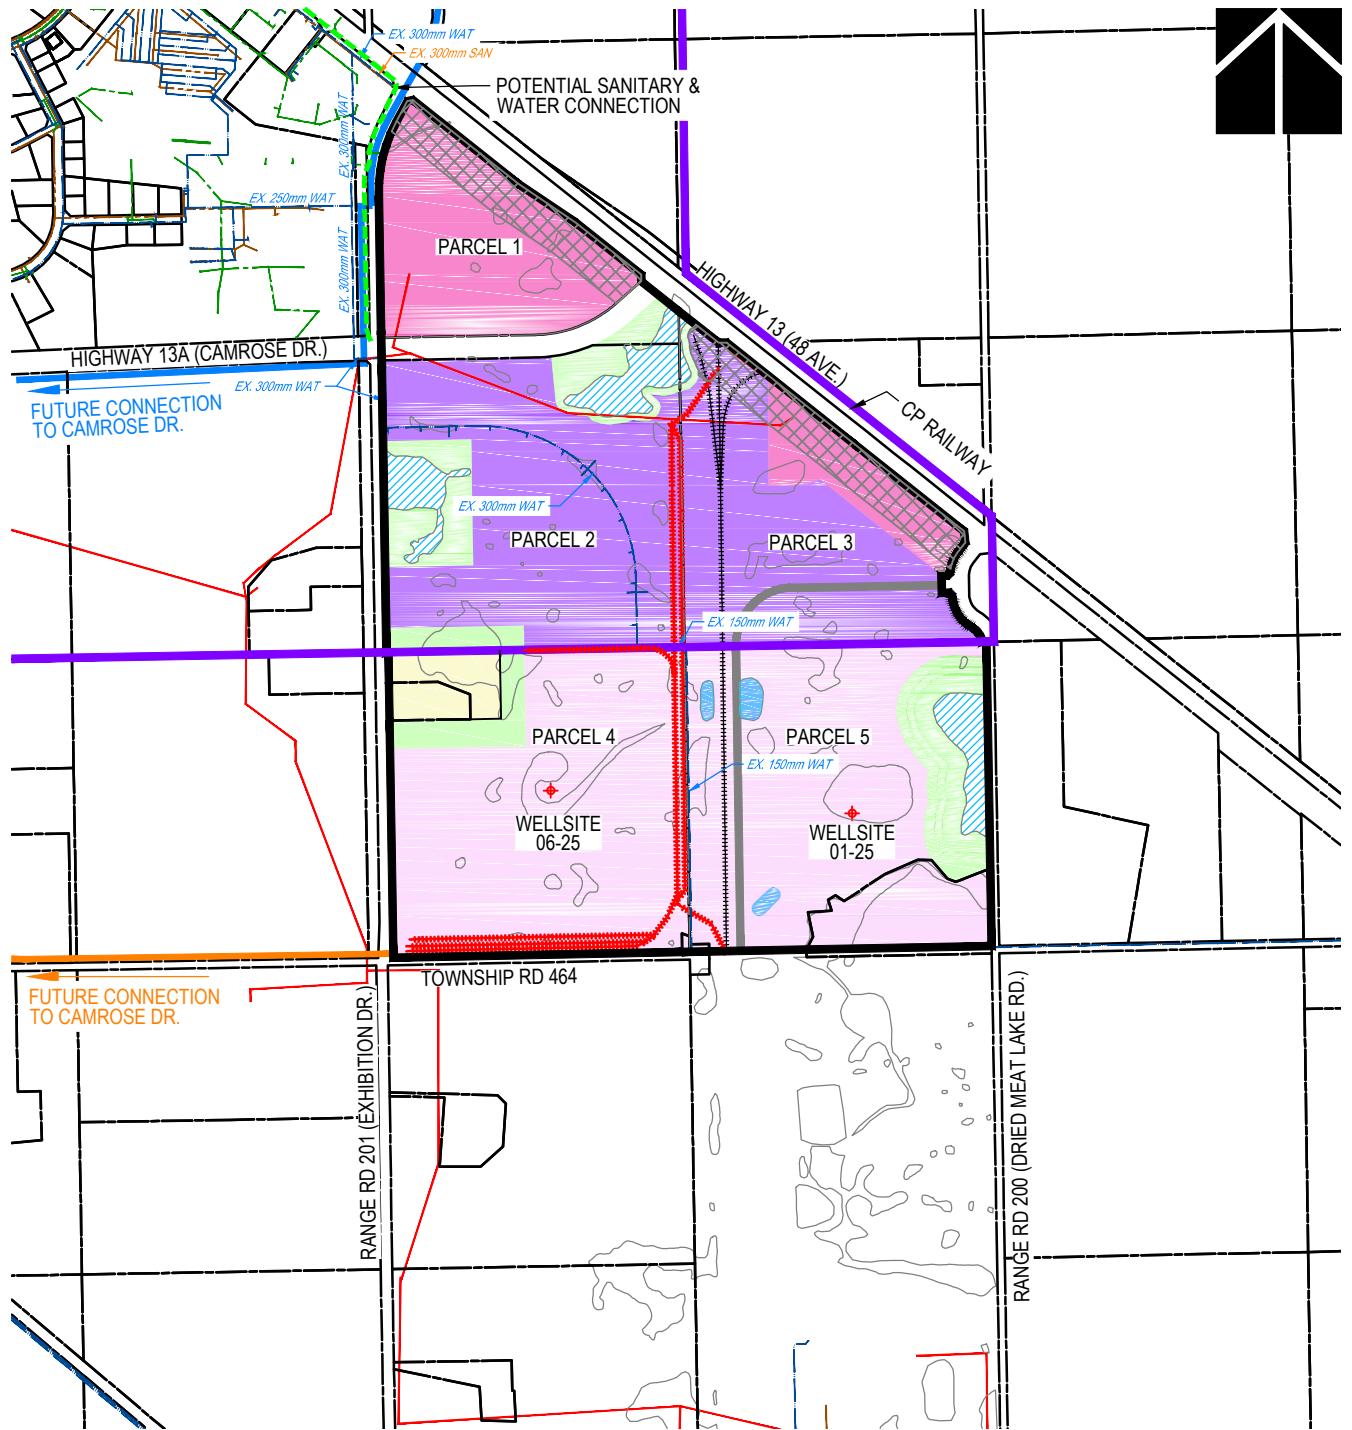 EX. 300mm WAT
EX. 300mm SAN
POTENTIAL SANITARY &
WATER CONNECTION
EX. 300mm WAT
EX. 250mm WAT
EX. 300mm WAT
PARCEL 1
HIGHWAY 13 (48 AVE.)
HIGHWAY 13A (CAMROSE DR.)
EX. 300mm WAT
FUTURE CONNECTION
TO CAMROSE DR.
CP RAILWAY
EX. 300mm WAT
PARCEL 2
PARCEL 3
EX. 150mm WAT
PARCEL 4
PARCEL 5
EX. 150mm WAT
WELLSITE
06-25
WELLSITE
01-25
TOWNSHIP RD 464
FUTURE CONNECTION
TO CAMROSE DR.
RANGE RD 201 (EXHIBITION DR.)
RANGE RD 200 (DRIED MEAT LAKE RD.)